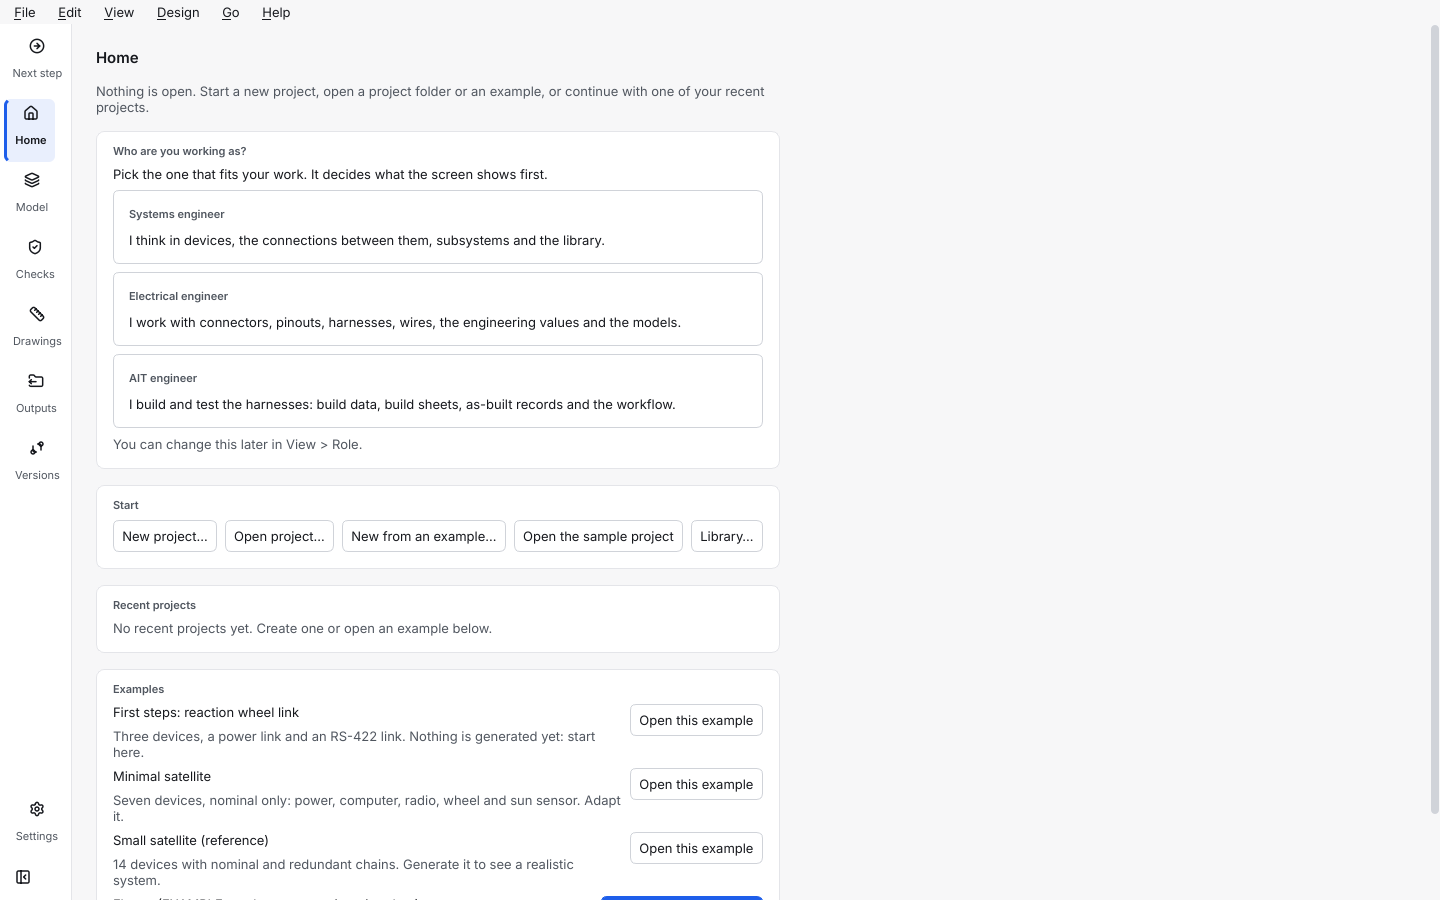 File Edit View Design Go Help
Next step
Home
Model
Checks
Drawings
Outputs
Versions
Settings
Home
Nothing is open. Start a new project, open a project folder or an example, or continue with one of your recent
projects.
Who are you working as?
Pick the one that fits your work. It decides what the screen shows first.
Systems engineer
I think in devices, the connections between them, subsystems and the library.
Electrical engineer
I work with connectors, pinouts, harnesses, wires, the engineering values and the models.
AIT engineer
I build and test the harnesses: build data, build sheets, as-built records and the workflow.
You can change this later in View > Role.
Start
New project... Open project... New from an example... Open the sample project Library...
Recent projects
No recent projects yet. Create one or open an example below.
Examples
First steps: reaction wheel link
Open this example
Three devices, a power link and an RS-422 link. Nothing is generated yet: start
here.
Minimal satellite
Open this example
Seven devices, nominal only: power, computer, radio, wheel and sun sensor. Adapt
it.
Small satellite (reference)
Open this example
14 devices with nominal and redundant chains. Generate it to see a realistic
system.